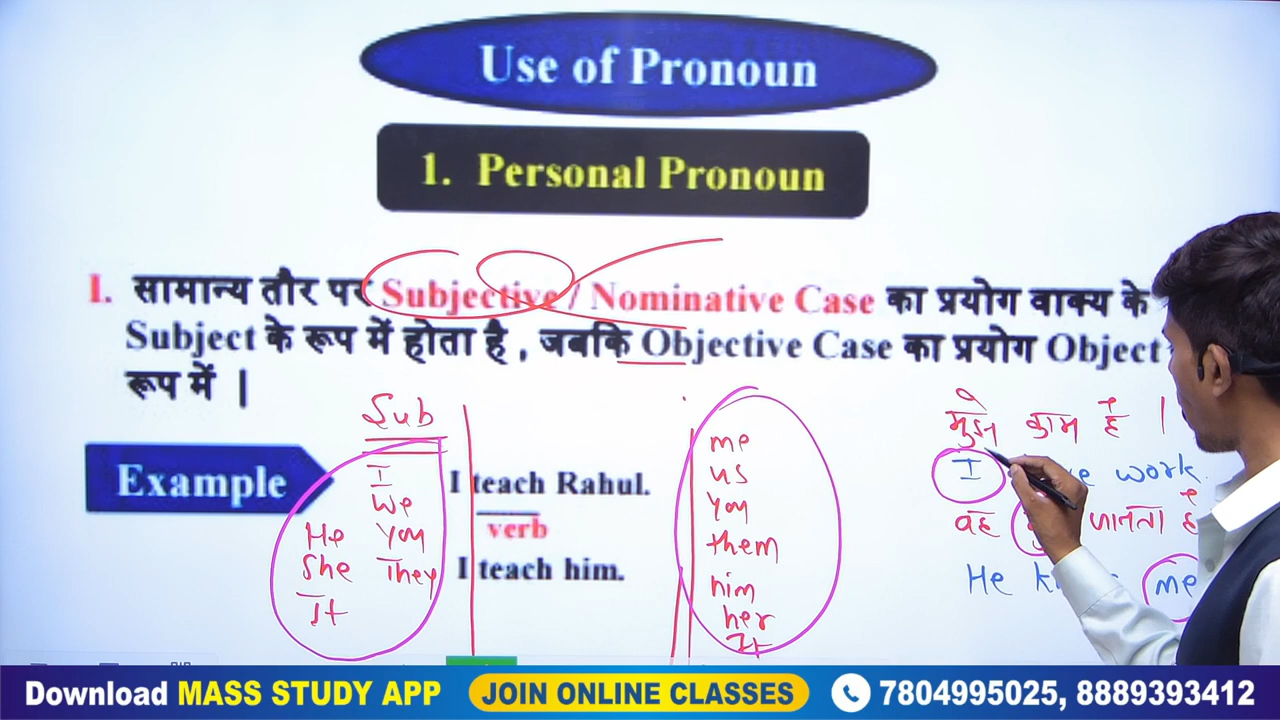 Use of Pronoun
1. Personal Pronoun
I. सामान्य तौर पर Subjective / Nominative Case का प्रयोग वाक्य के
Subject के रूप में होता है , जबकि Objective Case का प्रयोग Object
रूप में |
Sub
Example
I teach Rahul.
verb
I teach him.
I
We
He You
She They
It
me
us
you
them
him
her
It
मुझे काम है |
I work.
वह जानता है
He me
Download MASS STUDY APP JOIN ONLINE CLASSES 7804995025, 8889393412